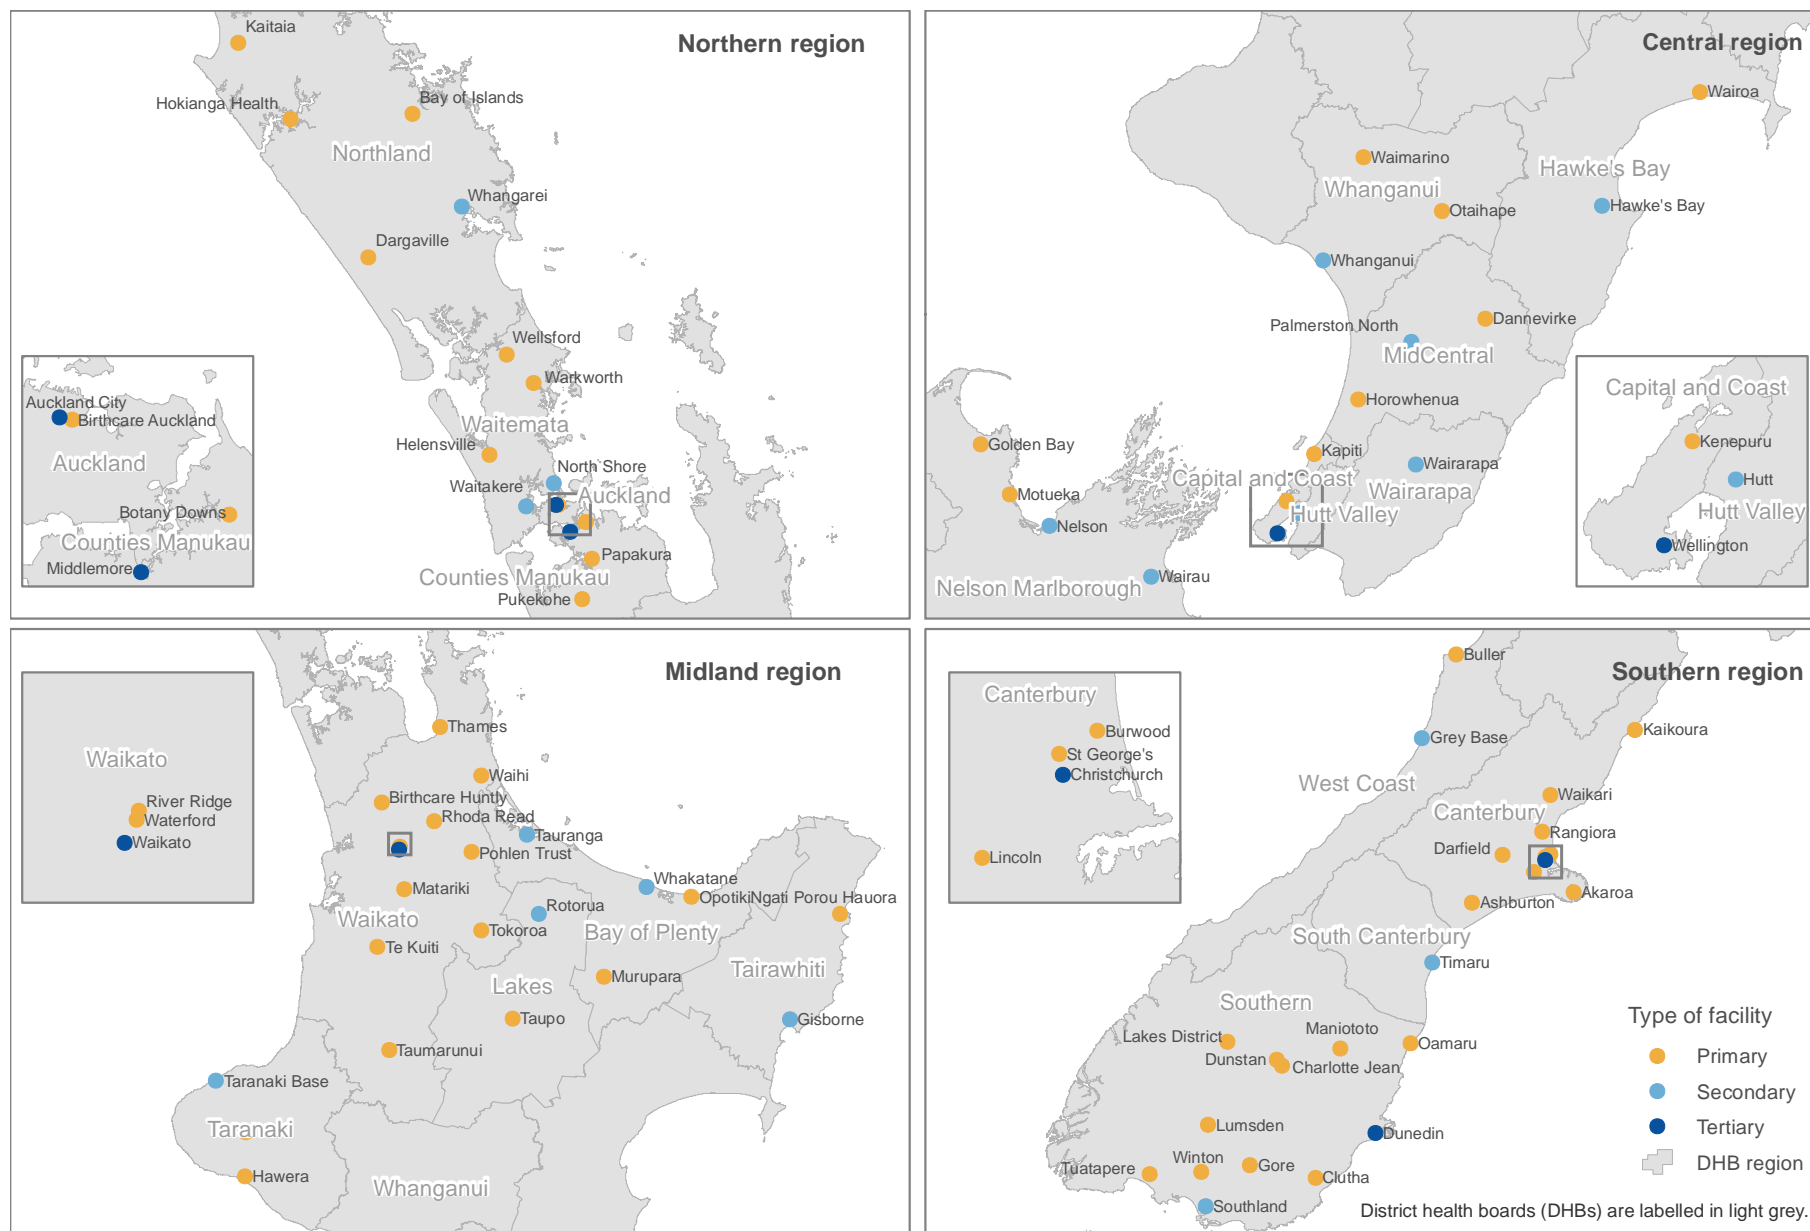 Northern region
Kaitaia
Hokianga Health
Bay of Islands
Northland
Whangarei
Dargaville
Wellsford
Warkworth
Waitemata
Helensville
North Shore
Waitakere
Auckland
Papakura
Counties Manukau
Pukekohe
Auckland City
Birthcare Auckland
Auckland
Botany Downs
Counties Manukau
Middlemore
Central region
Wairoa
Waimarino
Hawke's Bay
Whanganui
Otaihape
Hawke's Bay
Whanganui
Dannevirke
Palmerston North
MidCentral
Horowhenua
Golden Bay
Kapiti
Wairarapa
Capital and Coast
Wairarapa
Motueka
Hutt Valley
Nelson
Wairau
Nelson Marlborough
Capital and Coast
Kenepuru
Hutt
Hutt Valley
Wellington
Midland region
Thames
Waihi
Birthcare Huntly
Rhoda Read
Tauranga
Pohlen Trust
Matariki
Whakatane
Opotiki
Ngati Porou Hauora
Rotorua
Waikato
Tokoroa
Bay of Plenty
Te Kuiti
Tairawhiti
Murupara
Lakes
Taupo
Gisborne
Taumarunui
Taranaki Base
Taranaki
Hawera
Whanganui
Waikato
River Ridge
Waterford
Waikato
Southern region
Buller
Kaikoura
Grey Base
West Coast
Waikari
Canterbury
Rangiora
Darfield
Akaroa
Ashburton
South Canterbury
Timaru
Southern
Lakes District
Maniototo
Oamaru
Dunstan
Charlotte Jean
Lumsden
Dunedin
Winton
Gore
Tuatapere
Clutha
Southland
Canterbury
Burwood
St George's
Christchurch
Lincoln
Type of facility
Primary
Secondary
Tertiary
DHB region
District health boards (DHBs) are labelled in light grey.